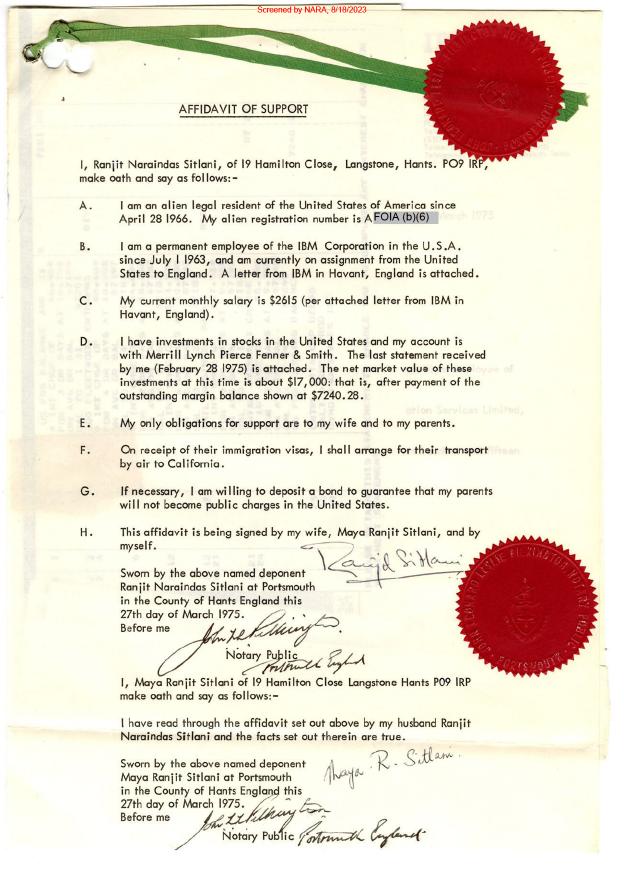 Screened by NARA, 8/18/2023
AFFIDAVIT OF SUPPORT
I, Ranjit Naraindas Sitlani, of 19 Hamilton Close, Langstone, Hants. PO9 IRP,
make oath and say as follows:-
A. I am an alien legal resident of the United States of America since
April 28 1966. My alien registration number is A FOIA (b)(6)
B. I am a permanent employee of the IBM Corporation in the U.S.A.
since July 1 1963, and am currently on assignment from the United
States to England. A letter from IBM in Havant, England is attached.
C. My current monthly salary is $2615 (per attached letter from IBM in
Havant, England).
D. I have investments in stocks in the United States and my account is
with Merrill Lynch Pierce Fenner & Smith. The last statement received
by me (February 28 1975) is attached. The net market value of these
investments at this time is about $17,000: that is, after payment of the
outstanding margin balance shown at $7240.28.
E. My only obligations for support are to my wife and to my parents.
F. On receipt of their immigration visas, I shall arrange for their transport
by air to California.
G. If necessary, I am willing to deposit a bond to guarantee that my parents
will not become public charges in the United States.
H. This affidavit is being signed by my wife, Maya Ranjit Sitlani, and by
myself.
Ranjit Sitlani
Sworn by the above named deponent
Ranjit Naraindas Sitlani at Portsmouth
in the County of Hants England this
27th day of March 1975.
Before me
Notary Public
Portsmouth England
I, Maya Ranjit Sitlani of 19 Hamilton Close Langstone Hants P09 IRP
make oath and say as follows:-
I have read through the affidavit set out above by my husband Ranjit
Naraindas Sitlani and the facts set out therein are true.
Maya R. Sitlani.
Sworn by the above named deponent
Maya Ranjit Sitlani at Portsmouth
in the County of Hants England this
27th day of March 1975.
Before me
Notary Public Portsmouth England.